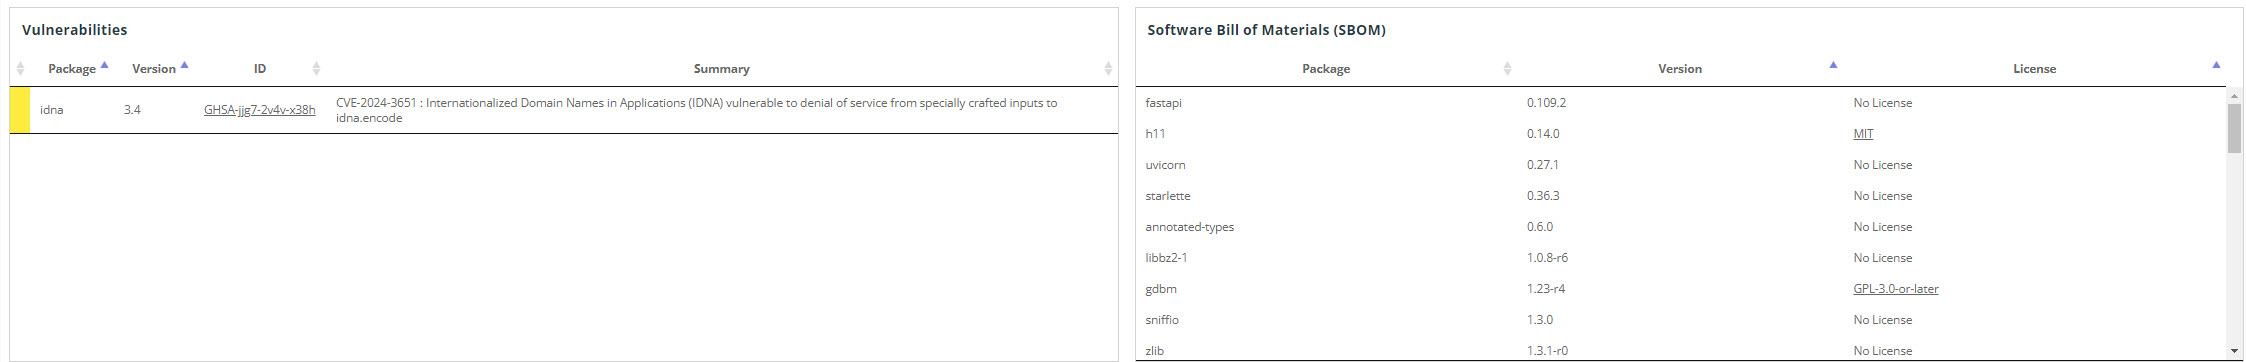 Vulnerabilities
Package Version ID Summary
idna 3.4 GHSA-jjg7-2v4v-x38h CVE-2024-3651 : Internationalized Domain Names in Applications (IDNA) vulnerable to denial of service from specially crafted inputs to
idna.encode
Software Bill of Materials (SBOM)
Package Version License
fastapi 0.109.2 No License
h11 0.14.0 MIT
uvicorn 0.27.1 No License
starlette 0.36.3 No License
annotated-types 0.6.0 No License
libbz2-1 1.0.8-r6 No License
gdbm 1.23-r4 GPL-3.0-or-later
sniffio 1.3.0 No License
zlib 1.3.1-r0 No License